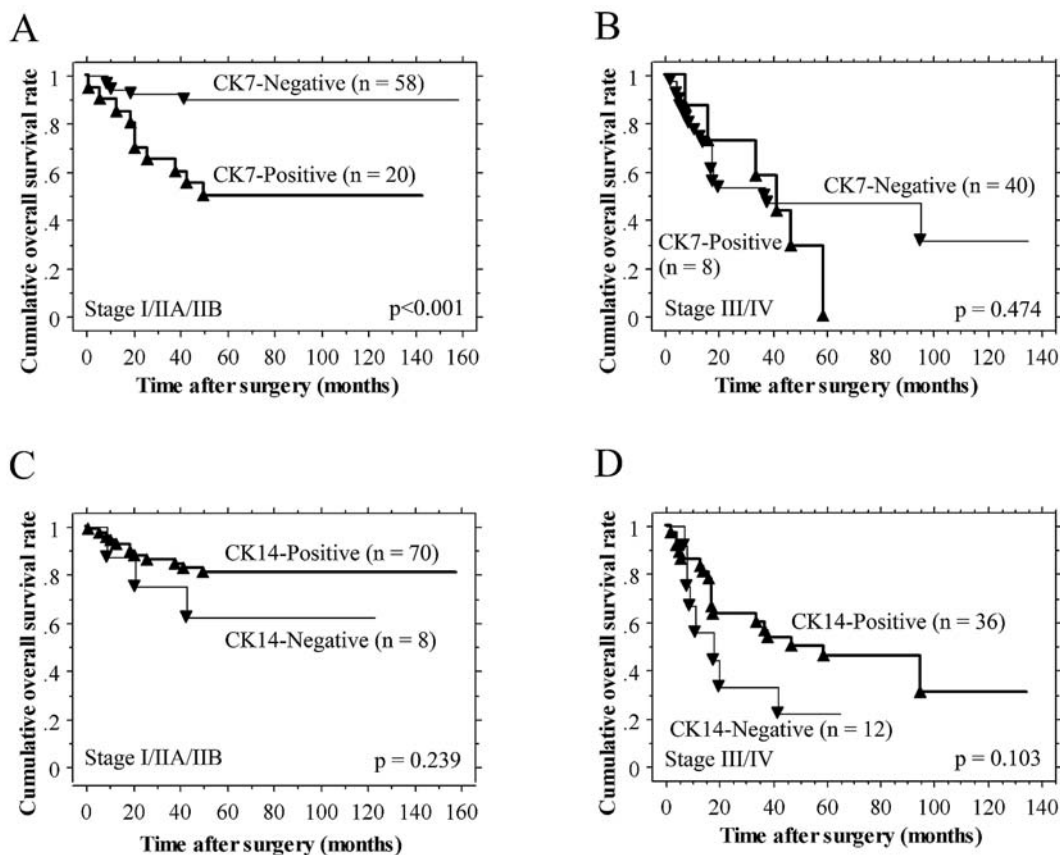 A
Cumulative overall survival rate
1
.8
.6
.4
.2
0
CK7-Negative (n = 58)
CK7-Positive (n = 20)
Stage I/IIA/IIB
p<0.001
0 20 40 60 80 100 120 140 160
Time after surgery (months)
B
Cumulative overall survival rate
1
.8
.6
.4
.2
0
CK7-Negative (n = 40)
CK7-Positive
(n = 8)
Stage III/IV
p = 0.474
0 20 40 60 80 100 120 140
Time after surgery (months)
C
Cumulative overall survival rate
1
.8
.6
.4
.2
0
CK14-Positive (n = 70)
CK14-Negative (n = 8)
Stage I/IIA/IIB
p = 0.239
0 20 40 60 80 100 120 140 160
Time after surgery (months)
D
Cumulative overall survival rate
1
.8
.6
.4
.2
0
CK14-Positive (n = 36)
CK14-Negative (n = 12)
Stage III/IV
p = 0.103
0 20 40 60 80 100 120 140
Time after surgery (months)